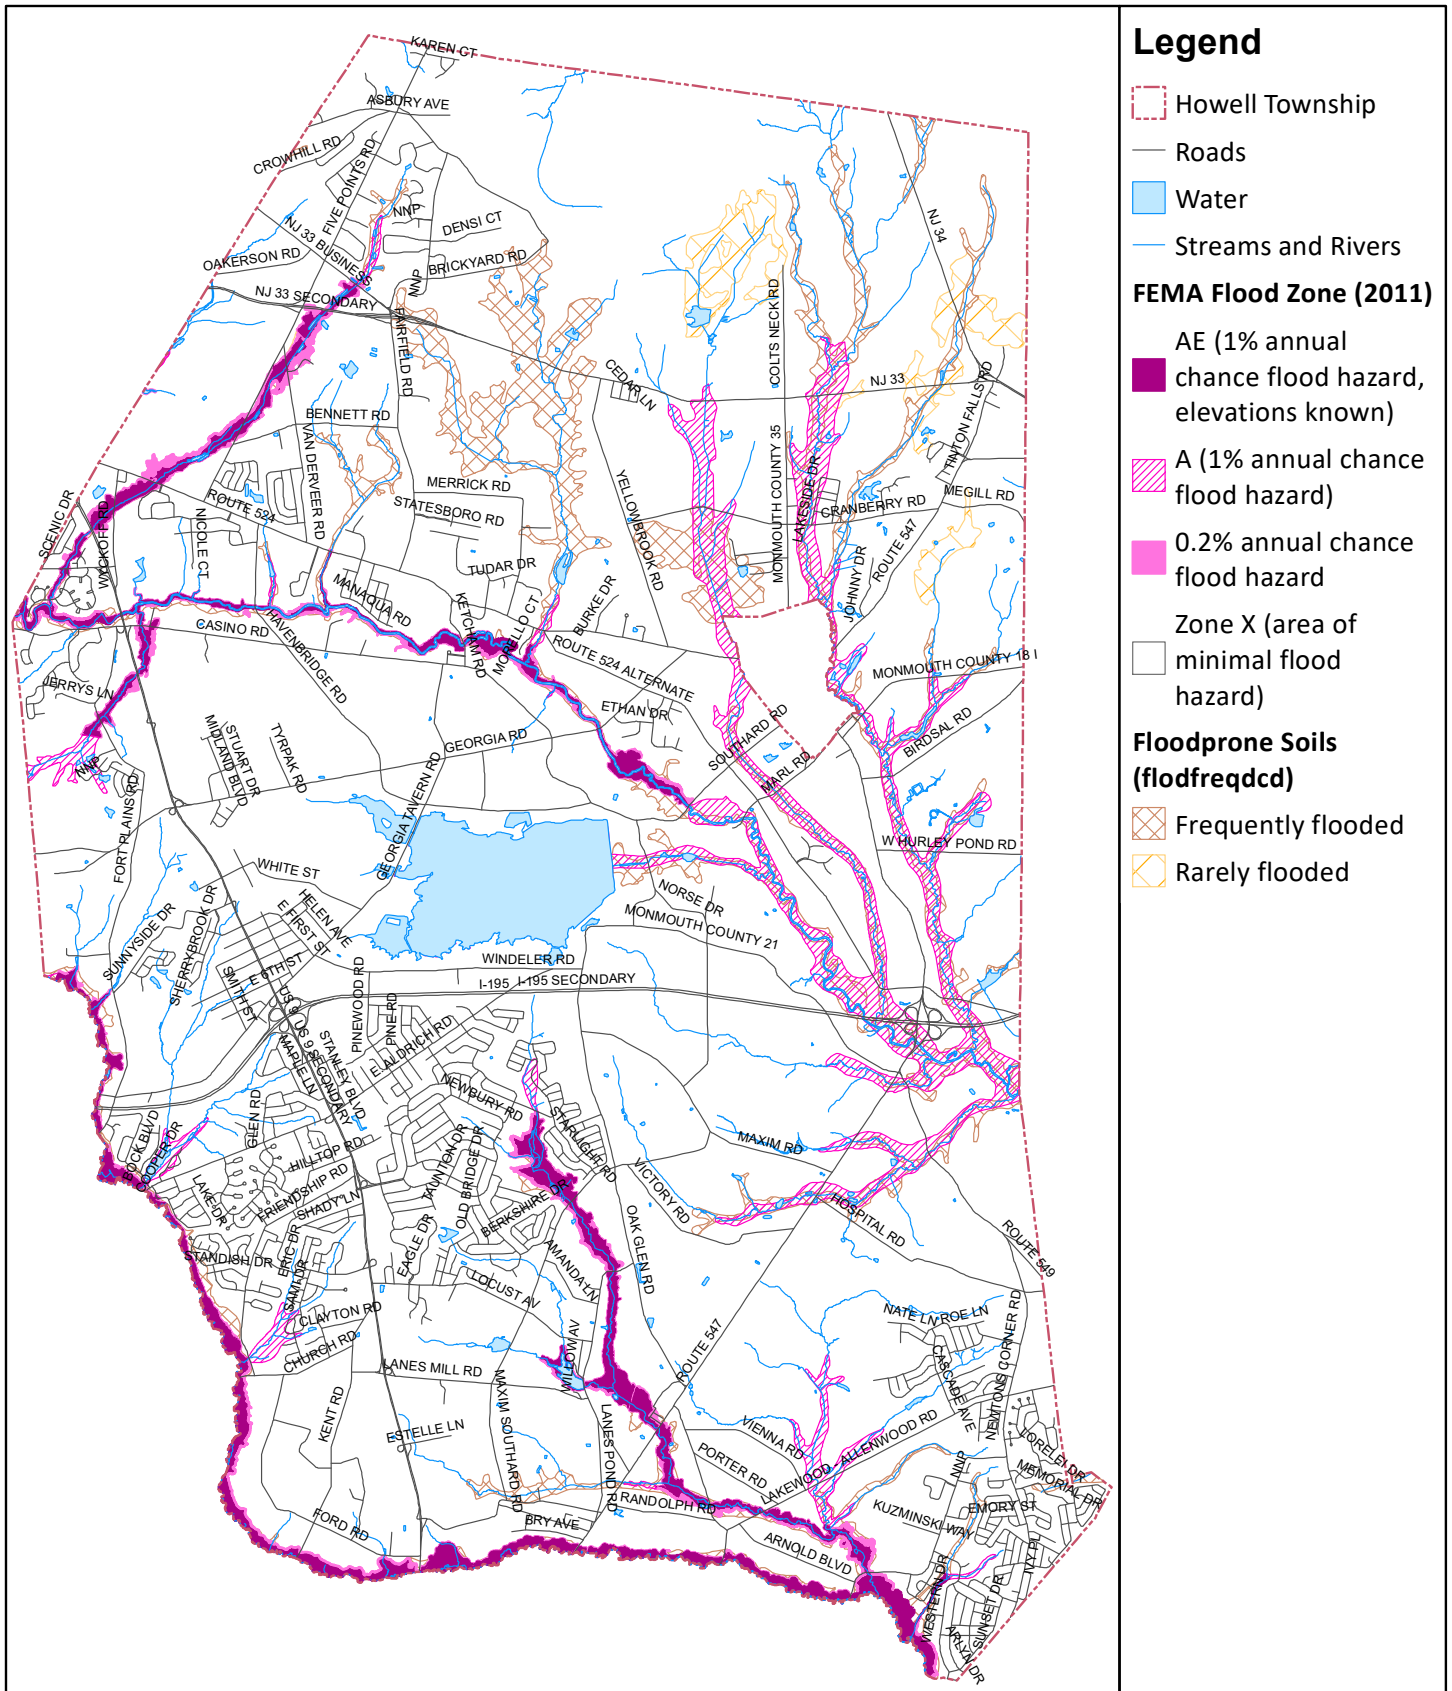 KAREN CT
ASBURY AVE
CROWHILL RD
FIVE POINTS RD
NNP
DENSI CT
NJ 33 BUSINESS
OAKERSON RD
BRICKYARD RD
NNP
NJ 33 SECONDARY
FAIRFIELD RD
NJ 34
COLTS NECK RD
CEDAR LN
NJ 33
TINTON FALLS RD
BENNETT RD
VAN DERVEER RD
MONMOUTH COUNTY 35
LAKESIDE DR
MERRICK RD
YELLOWBROOK RD
MEGILL RD
CRANBERRY RD
SCENIC DR
WYCKOFF RD
ROUTE 524
STATESBORO RD
NICOLE CT
ROUTE 547
JOHNNY DR
TUDAR DR
MANAQUA RD
KETCHAM RD
MORELLO CT
BURKE DR
CASINO RD
HAVENBRIDGE RD
ROUTE 524 ALTERNATE
MONMOUTH COUNTY 18 I
JERRYS LN
ETHAN DR
SOUTHARD RD
BIRDSAL RD
MIDLAND BLVD
STUART DR
TYRPAK RD
GEORGIA RD
MARL RD
NNP
FORT PLAINS RD
GEORGIA TAVERN RD
W HURLEY POND RD
WHITE ST
HELEN AVE
E FIRST ST
NORSE DR
MONMOUTH COUNTY 21
SUNNYSIDE DR
SHERRYBROOK DR
E 6TH ST
SMITH ST
WINDELER RD
I-195
I-195 SECONDARY
PINEWOOD RD
PINE RD
US 9
US 9 SECONDARY
MAPLE LN
STANLEY BLVD
E. ALDRICH RD
NEWBURY RD
STARLIGHT RD
BOCK BLVD
COOPER DR
GLEN RD
HILLTOP RD
FRIENDSHIP RD
SHADY LN
LAKE DR
TAUNTON DR
OLD BRIDGE DR
BERKSHIRE DR
MAXIM RD
VICTORY RD
HOSPITAL RD
STANDISH DR
ERIC DR
SAMI DR
EAGLE DR
AMANDA LN
OAK GLEN RD
ROUTE 549
LOCUST AV
CLAYTON RD
CHURCH RD
LANES MILL RD
WILLOW AV
ROUTE 547
NATE LN
ROE LN
NEWTONS CORNER RD
CASCADE AVE
KENT RD
ESTELLE LN
MAXIM SOUTHARD RD
LANES POND RD
VIENNA RD
PORTER RD
LAKEWOOD - ALLENWOOD RD
NNP
LORELEI DR
MEMORIAL DR
EMORY ST
KUZMINSKI WAY
RANDOLPH RD
FORD RD
BRY AVE
ARNOLD BLVD
WESTERN DR
SUNSET DR
IVY PL
ARLYN DR
Legend
Howell Township
Roads
Water
Streams and Rivers
FEMA Flood Zone (2011)
AE (1% annual
chance flood hazard,
elevations known)
A (1% annual chance
flood hazard)
0.2% annual chance
flood hazard
Zone X (area of
minimal flood
hazard)
Floodprone Soils
(flodfreqdcd)
Frequently flooded
Rarely flooded